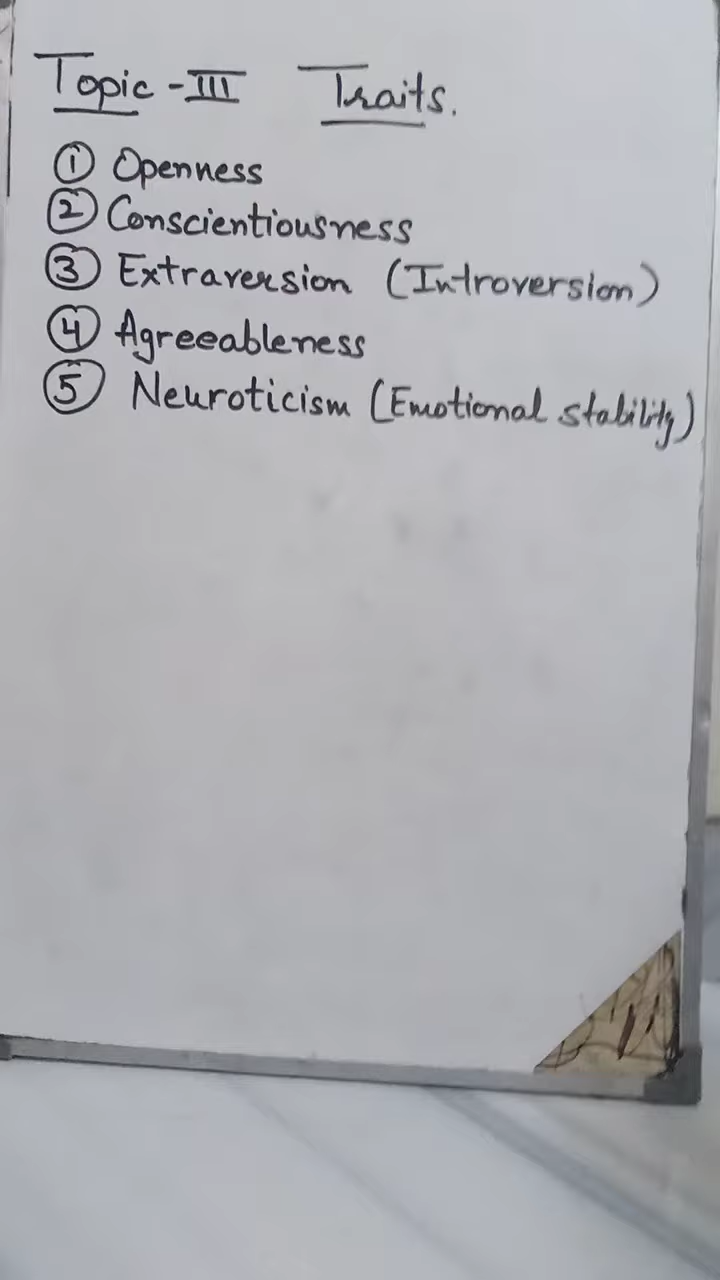 Topic - III Traits.
① Openness
② Conscientiousness
③ Extraversion (Introversion)
④ Agreeableness
⑤ Neuroticism (Emotional stability)